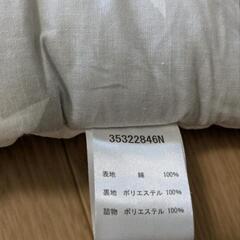 35322846N
表地 綿 100%
裏地 ポリエステル 100%
詰物 ポリエステル 100%